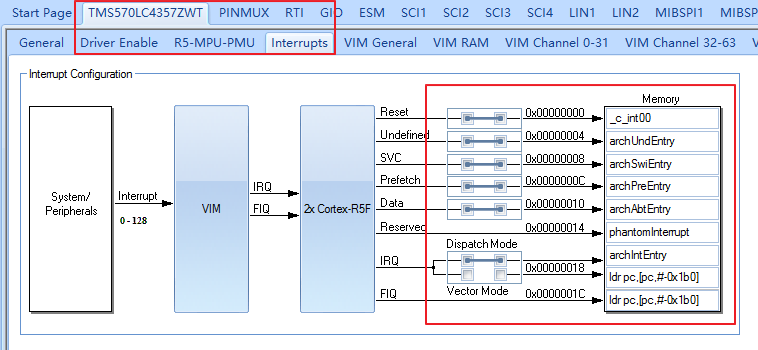 Start Page TMS570LC4357ZWT PINMUX RTI GIO ESM SCI1 SCI2 SCI3 SCI4 LIN1 LIN2 MIBSPI1 MIBSP
General Driver Enable R5-MPU-PMU Interrupts VIM General VIM RAM VIM Channel 0-31 VIM Channel 32-63
Interrupt Configuration
Memory
Reset 0x00000000 _c_int00
Undefined 0x00000004 archUndEntry
SVC 0x00000008 archSwiEntry
Prefetch 0x0000000C archPreEntry
Data 0x00000010 archAbtEntry
Reserved 0x00000014 phantomInterrupt
Dispatch Mode
IRQ archIntEntry
0x00000018 ldr pc,[pc,#-0x1b0]
Vector Mode
FIQ 0x0000001C ldr pc,[pc,#-0x1b0]
System/
Peripherals
Interrupt
0 - 128
VIM
IRQ
FIQ
2x Cortex-R5F